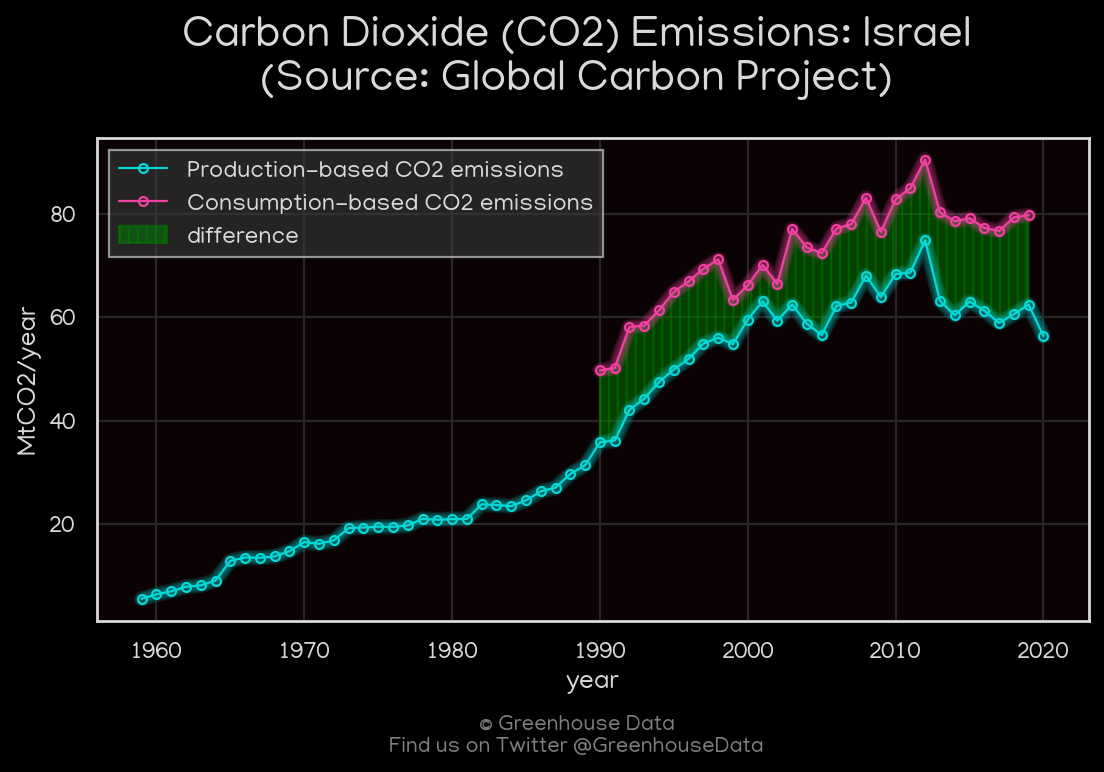 Carbon Dioxide (CO2) Emissions: Israel
(Source: Global Carbon Project)
Production-based CO2 emissions
Consumption-based CO2 emissions
difference
MtCO2/year
80
60
40
20
1960 1970 1980 1990 2000 2010 2020
year
© Greenhouse Data
Find us on Twitter @GreenhouseData